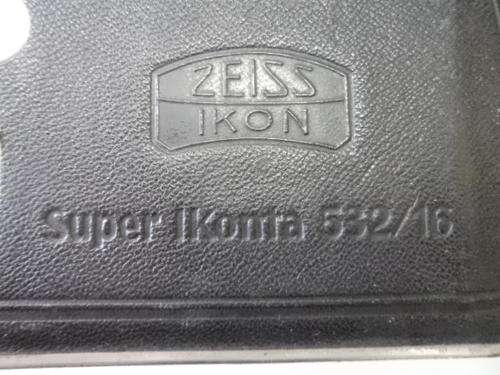 ZEISS
IKON
Super Ikonta 532/16